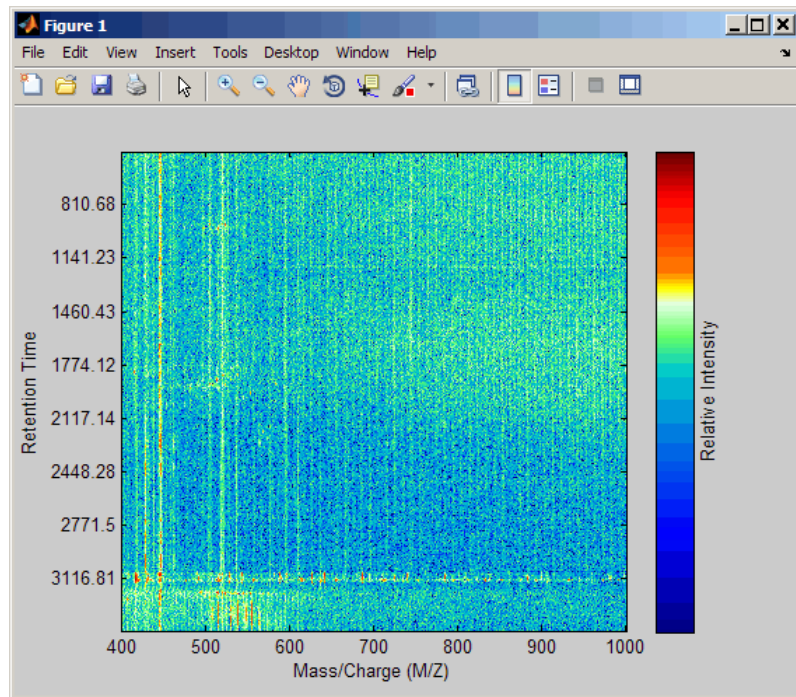 Figure 1
File Edit View Insert Tools Desktop Window Help
810.68
1141.23
1460.43
1774.12
2117.14
2448.28
2771.5
3116.81
Retention Time
400 500 600 700 800 900 1000
Mass/Charge (M/Z)
Relative Intensity